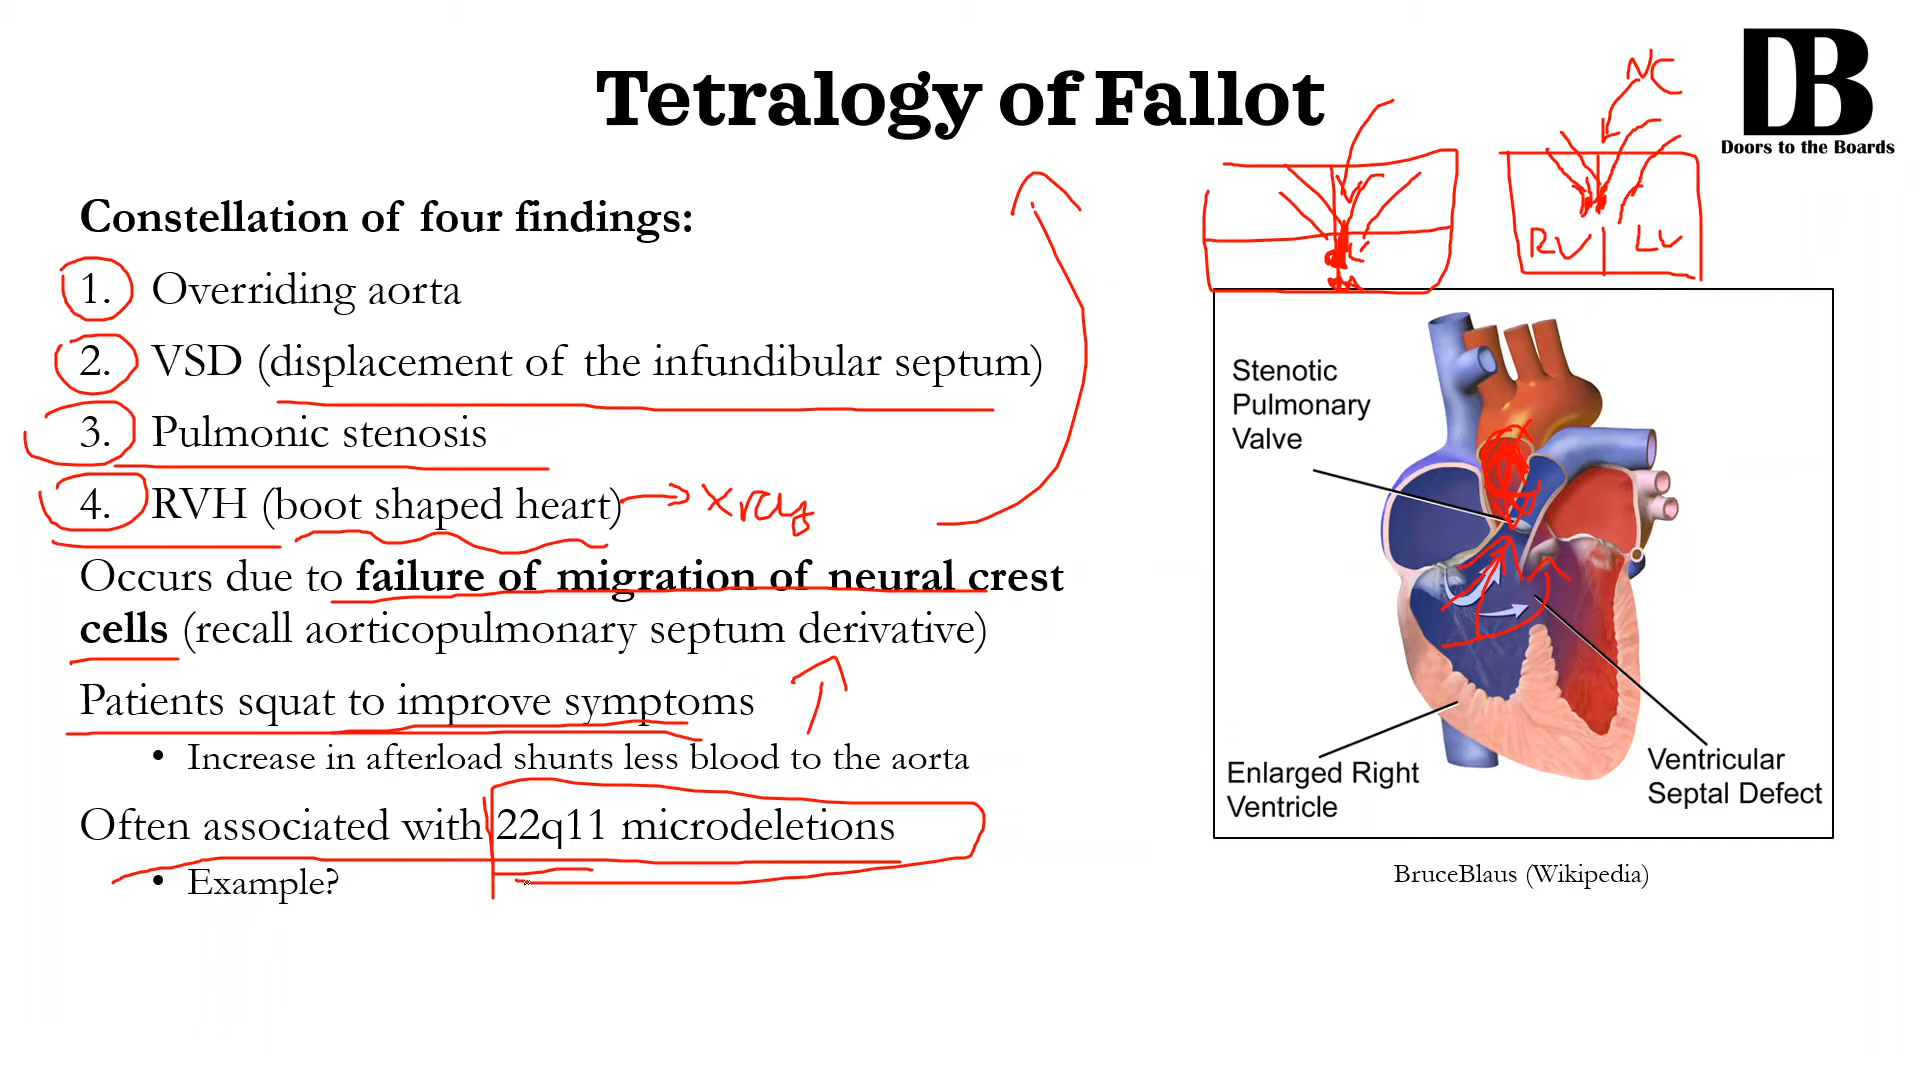 Tetralogy of Fallot
DB
Doors to the Boards
NC
RV LV
Constellation of four findings:
1. Overriding aorta
2. VSD (displacement of the infundibular septum)
3. Pulmonic stenosis
4. RVH (boot shaped heart) → Xray
Occurs due to failure of migration of neural crest
cells (recall aorticopulmonary septum derivative)
Patients squat to improve symptoms
• Increase in afterload shunts less blood to the aorta
Often associated with 22q11 microdeletions
• Example?
Stenotic
Pulmonary
Valve
Enlarged Right
Ventricle
Ventricular
Septal Defect
BruceBlaus (Wikipedia)